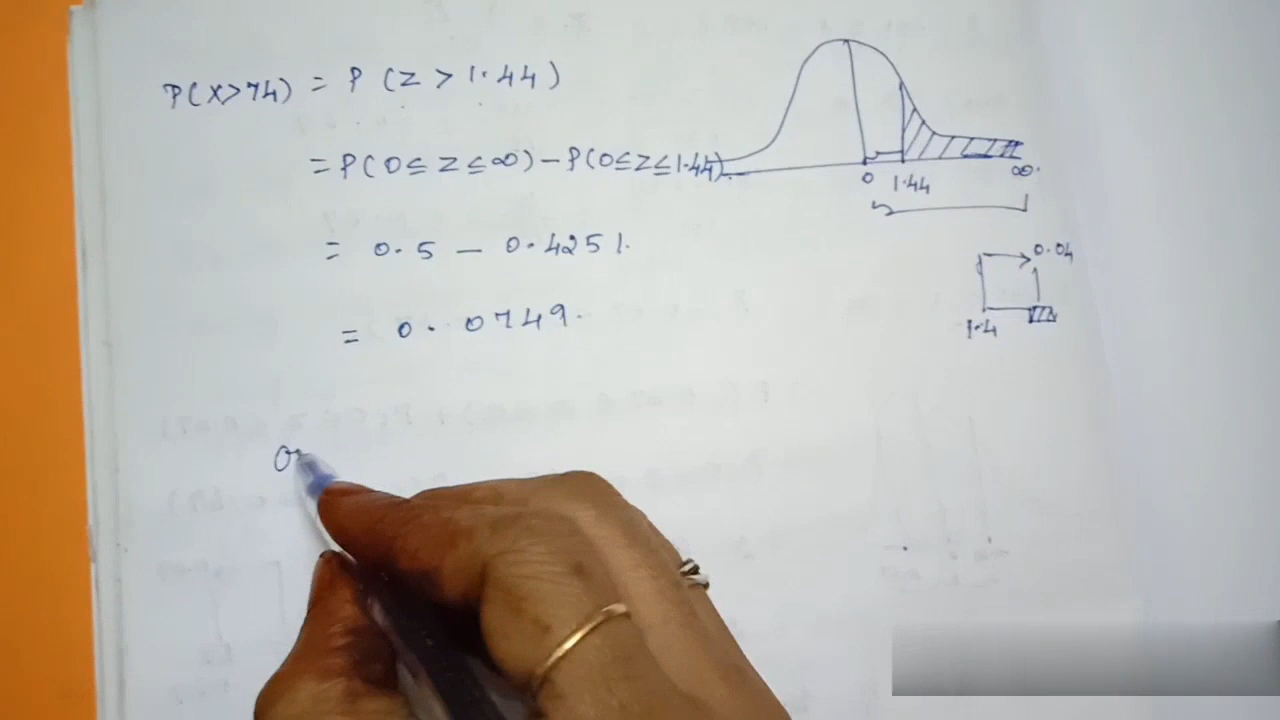 P(X>74) = P (Z > 1.44)
= P(0 ≤ Z ≤ ∞) - P(0 ≤ Z ≤ 1.44).
0 1.44 ∞.
= 0.5 - 0.4251.
0.04
= 0.0749.
1.4